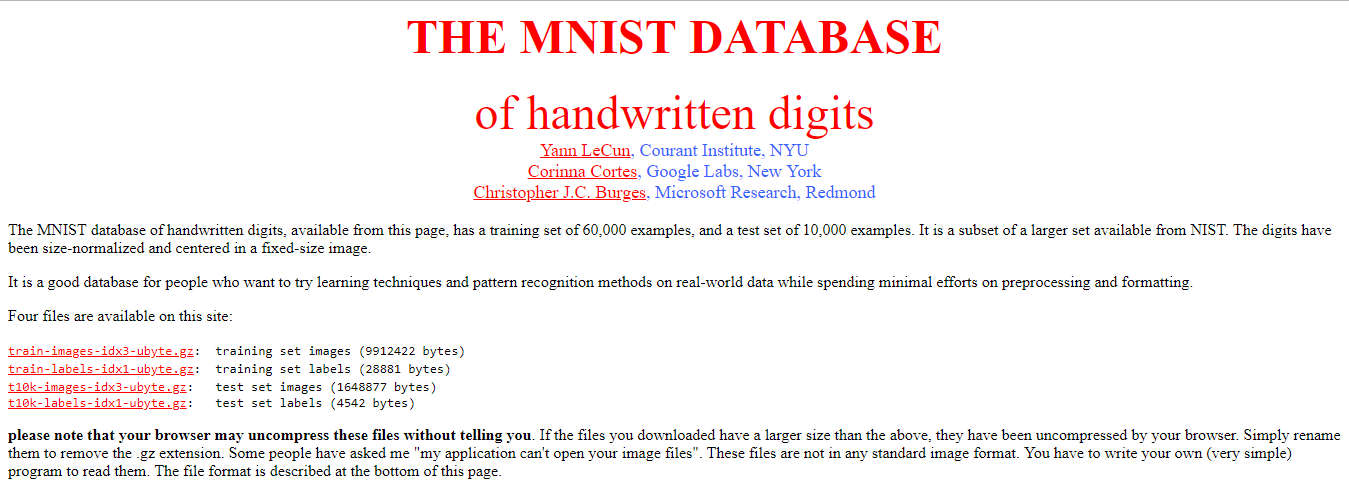 THE MNIST DATABASE
of handwritten digits
Yann LeCun, Courant Institute, NYU
Corinna Cortes, Google Labs, New York
Christopher J.C. Burges, Microsoft Research, Redmond
The MNIST database of handwritten digits, available from this page, has a training set of 60,000 examples, and a test set of 10,000 examples. It is a subset of a larger set available from NIST. The digits have
been size-normalized and centered in a fixed-size image.
It is a good database for people who want to try learning techniques and pattern recognition methods on real-world data while spending minimal efforts on preprocessing and formatting.
Four files are available on this site:
train-images-idx3-ubyte.gz: training set images (9912422 bytes)
train-labels-idx1-ubyte.gz: training set labels (28881 bytes)
t10k-images-idx3-ubyte.gz: test set images (1648877 bytes)
t10k-labels-idx1-ubyte.gz: test set labels (4542 bytes)
please note that your browser may uncompress these files without telling you. If the files you downloaded have a larger size than the above, they have been uncompressed by your browser. Simply rename
them to remove the .gz extension. Some people have asked me "my application can't open your image files". These files are not in any standard image format. You have to write your own (very simple)
program to read them. The file format is described at the bottom of this page.